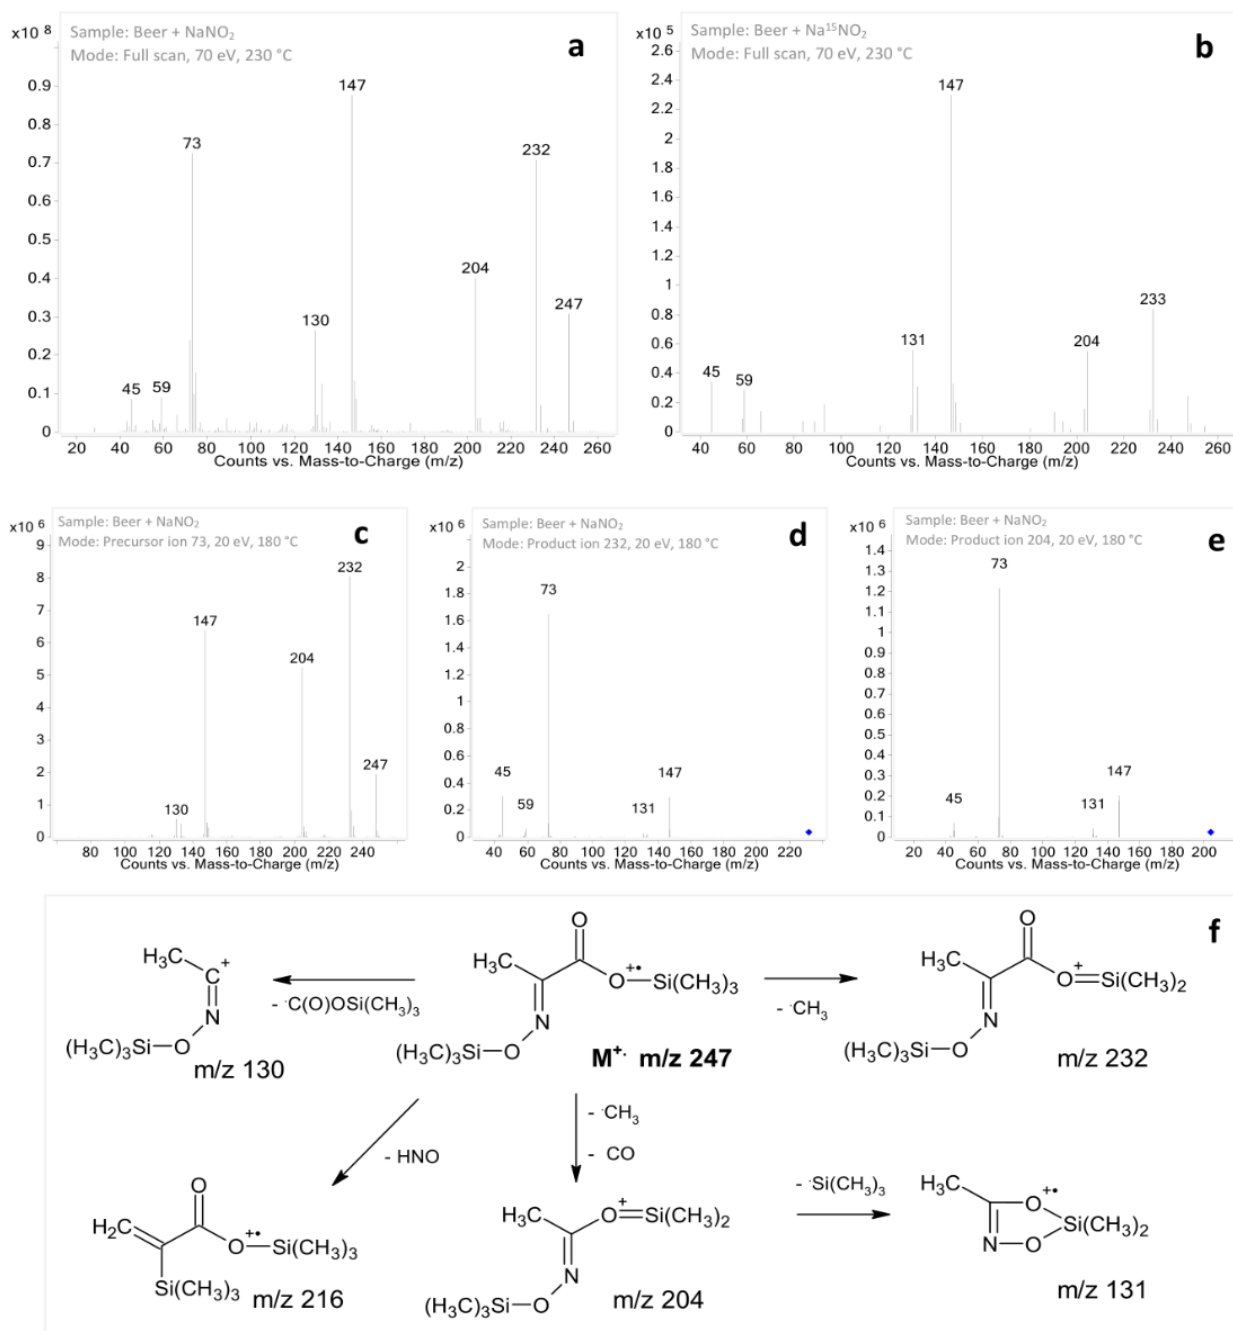 x10 8
Sample: Beer + NaNO2
Mode: Full scan, 70 eV, 230 °C
a
0.9
0.8
0.7
0.6
0.5
0.4
0.3
0.2
0.1
0
147
73
232
204
247
130
45
59
20 40 60 80 100 120 140 160 180 200 220 240 260
Counts vs. Mass-to-Charge (m/z)
x10 5
Sample: Beer + Na15NO2
Mode: Full scan, 70 eV, 230 °C
b
2.6
2.4
2.2
2
1.8
1.6
1.4
1.2
1
0.8
0.6
0.4
0.2
0
147
233
131
204
45
59
40 60 80 100 120 140 160 180 200 220 240 260
Counts vs. Mass-to-Charge (m/z)
x10 6
Sample: Beer + NaNO2
Mode: Precursor ion 73, 20 eV, 180 °C
c
9
8
7
6
5
4
3
2
1
0
232
147
204
247
130
80 100 120 140 160 180 200 220 240
Counts vs. Mass-to-Charge (m/z)
x10 6
Sample: Beer + NaNO2
Mode: Product ion 232, 20 eV, 180 °C
d
2
1.8
1.6
1.4
1.2
1
0.8
0.6
0.4
0.2
0
73
45
147
59
131
40 60 80 100 120 140 160 180 200 220
Counts vs. Mass-to-Charge (m/z)
x10 6
Sample: Beer + NaNO2
Mode: Product ion 204, 20 eV, 180 °C
e
1.4
1.3
1.2
1.1
1
0.9
0.8
0.7
0.6
0.5
0.4
0.3
0.2
0.1
0
73
147
45
131
20 40 60 80 100 120 140 160 180 200
Counts vs. Mass-to-Charge (m/z)
f
H3C
C+
N
(H3C)3Si—O
m/z 130
- ·C(O)OSi(CH3)3
O
H3C
O+·—Si(CH3)3
N
(H3C)3Si—O
M+· m/z 247
- ·CH3
O
H3C
O+=Si(CH3)2
N
(H3C)3Si—O
m/z 232
- HNO
O
H2C
O+·—Si(CH3)3
Si(CH3)3
m/z 216
- ·CH3
- CO
H3C
O+=Si(CH3)2
N
(H3C)3Si—O
m/z 204
- ·Si(CH3)3
H3C
O+·
Si(CH3)2
N—O
m/z 131